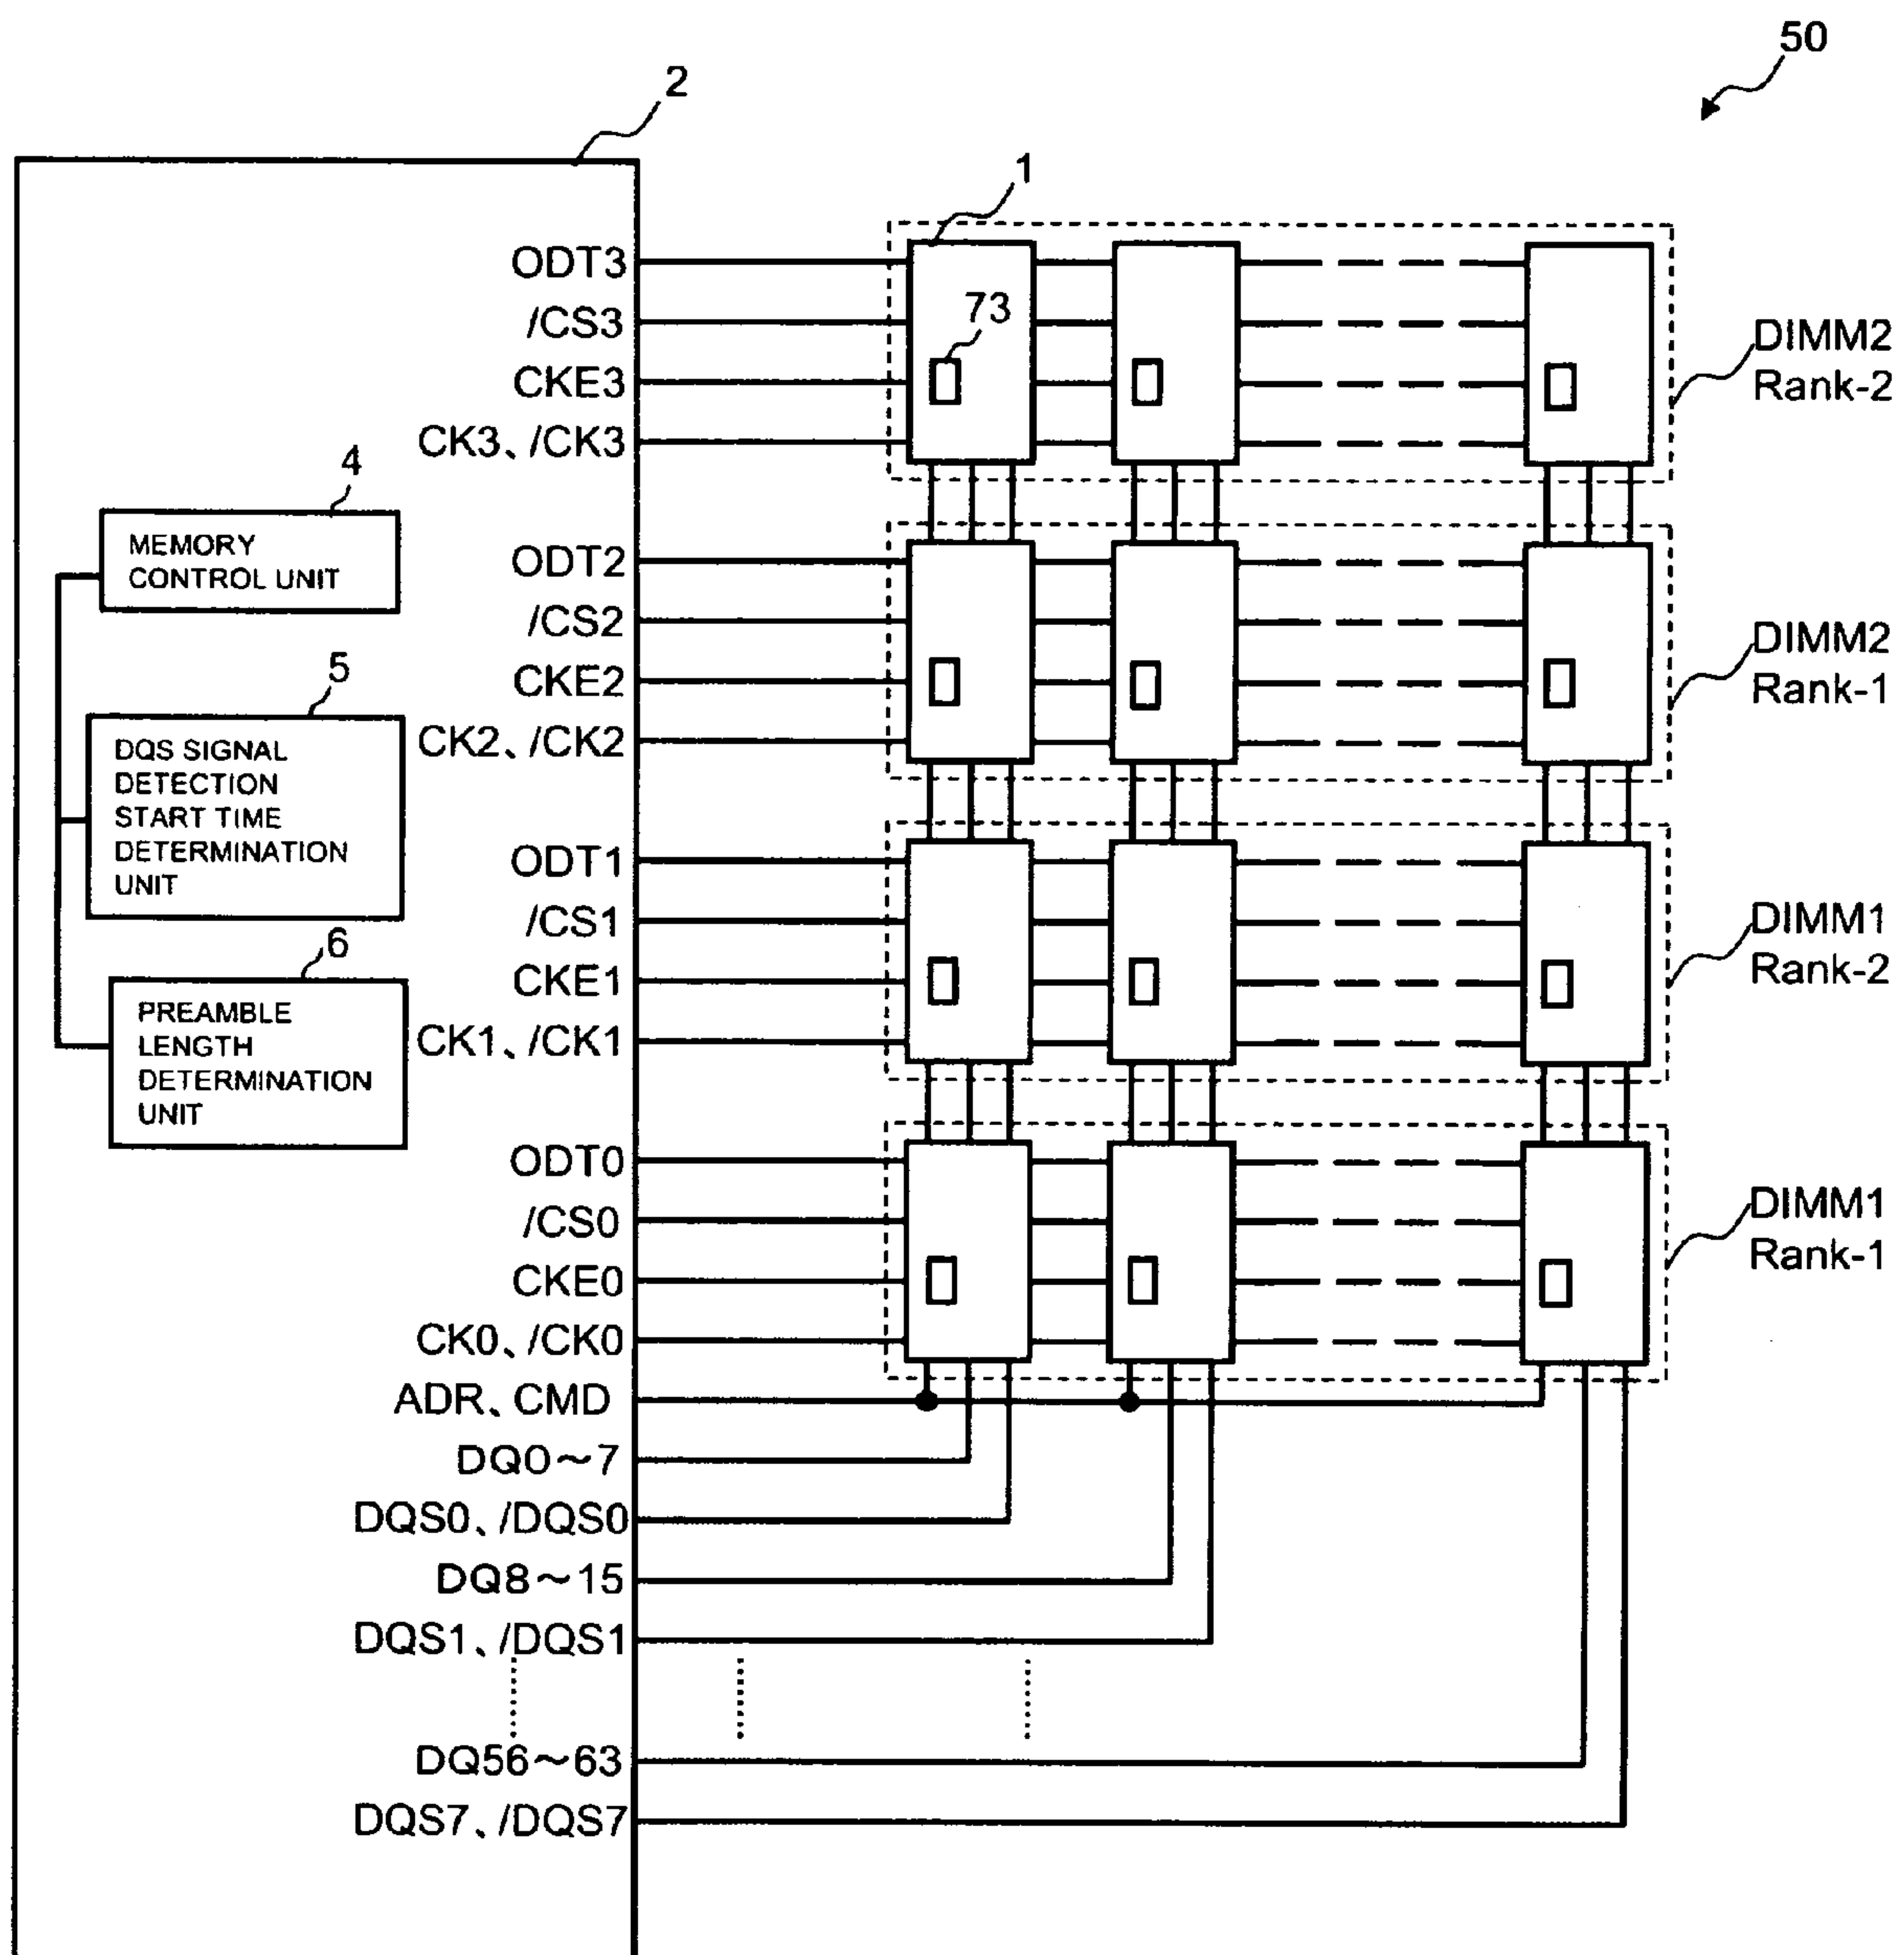 50
2
1
ODT3
/CS3
CKE3
CK3、/CK3
73
DIMM2
Rank-2
4
MEMORY
CONTROL UNIT
ODT2
/CS2
CKE2
CK2、/CK2
DIMM2
Rank-1
5
DQS SIGNAL
DETECTION
START TIME
DETERMINATION
UNIT
ODT1
/CS1
CKE1
CK1、/CK1
DIMM1
Rank-2
6
PREAMBLE
LENGTH
DETERMINATION
UNIT
ODT0
/CS0
CKE0
CK0、/CK0
DIMM1
Rank-1
ADR、CMD
DQ0～7
DQS0、/DQS0
DQ8～15
DQS1、/DQS1
DQ56～63
DQS7、/DQS7